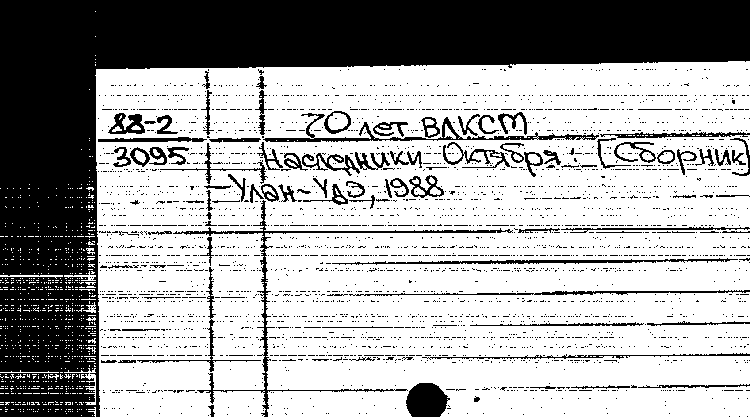 88-2 70 лет ВЛКСМ.
3095 Наследники Октября: [Сборник]
— Улан-Удэ, 1988.